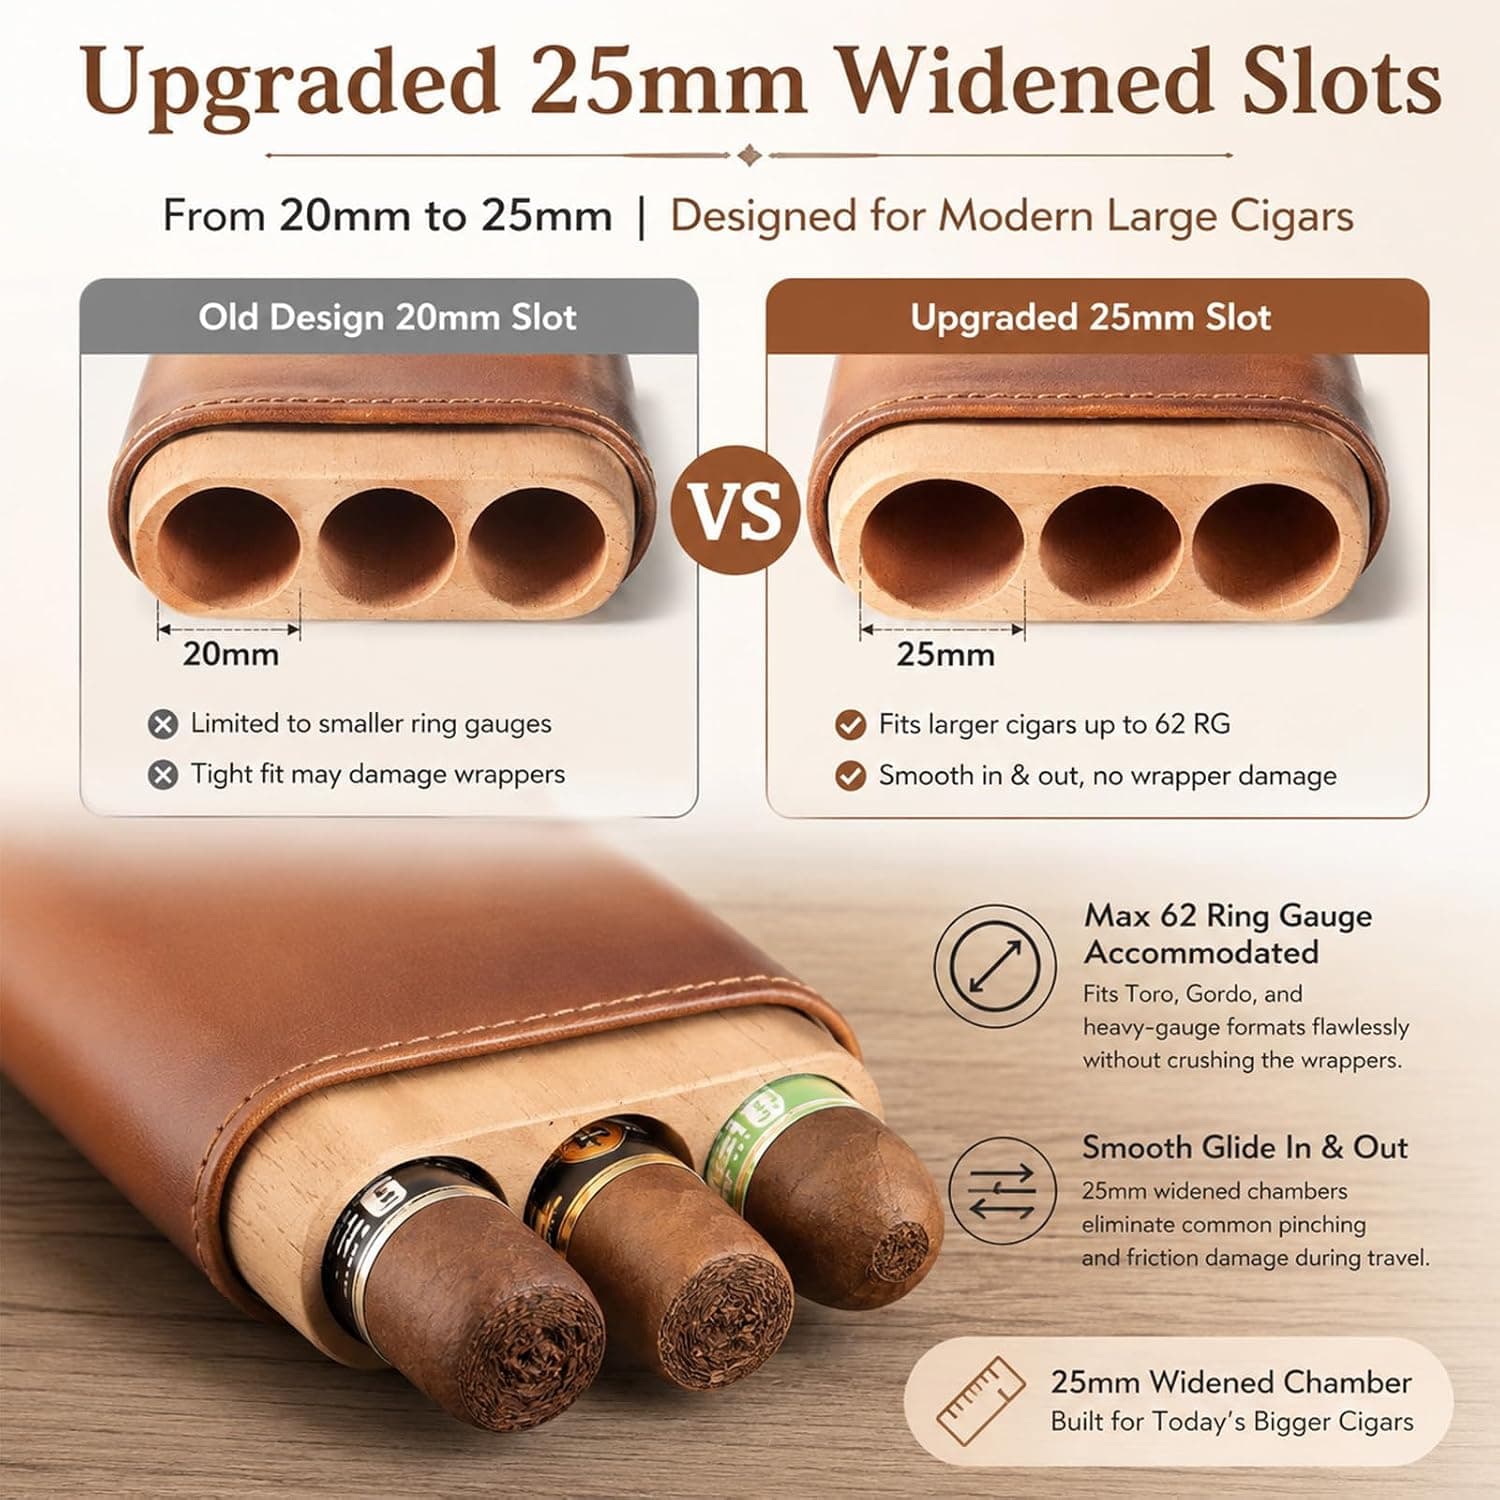 Upgraded 25mm Widened Slots
From 20mm to 25mm | Designed for Modern Large Cigars
Old Design 20mm Slot
20mm
Limited to smaller ring gauges
Tight fit may damage wrappers
VS
Upgraded 25mm Slot
25mm
Fits larger cigars up to 62 RG
Smooth in & out, no wrapper damage
Max 62 Ring Gauge
Accommodated
Fits Toro, Gordo, and
heavy-gauge formats flawlessly
without crushing the wrappers.
Smooth Glide In & Out
25mm widened chambers
eliminate common pinching
and friction damage during travel.
25mm Widened Chamber
Built for Today's Bigger Cigars